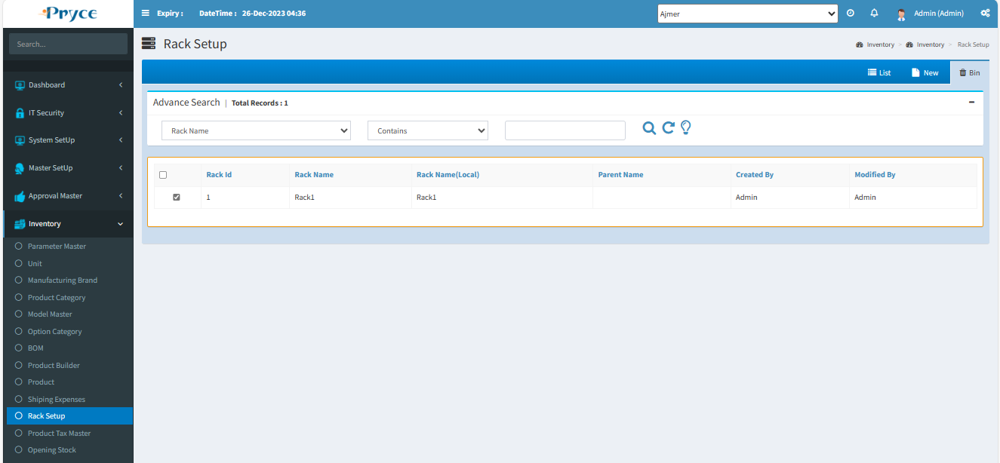 Pryce
Expiry : DateTime : 26-Dec-2023 04:36 Ajmer Admin (Admin)
Search...
Rack Setup
Inventory > Inventory > Rack Setup
List New Bin
Advance Search | Total Records : 1
Rack Name Contains
Rack Id Rack Name Rack Name(Local) Parent Name Created By Modified By
1 Rack1 Rack1 Admin Admin
Dashboard
IT Security
System SetUp
Master SetUp
Approval Master
Inventory
Parameter Master
Unit
Manufacturing Brand
Product Category
Model Master
Option Category
BOM
Product Builder
Product
Shiping Expenses
Rack Setup
Product Tax Master
Opening Stock